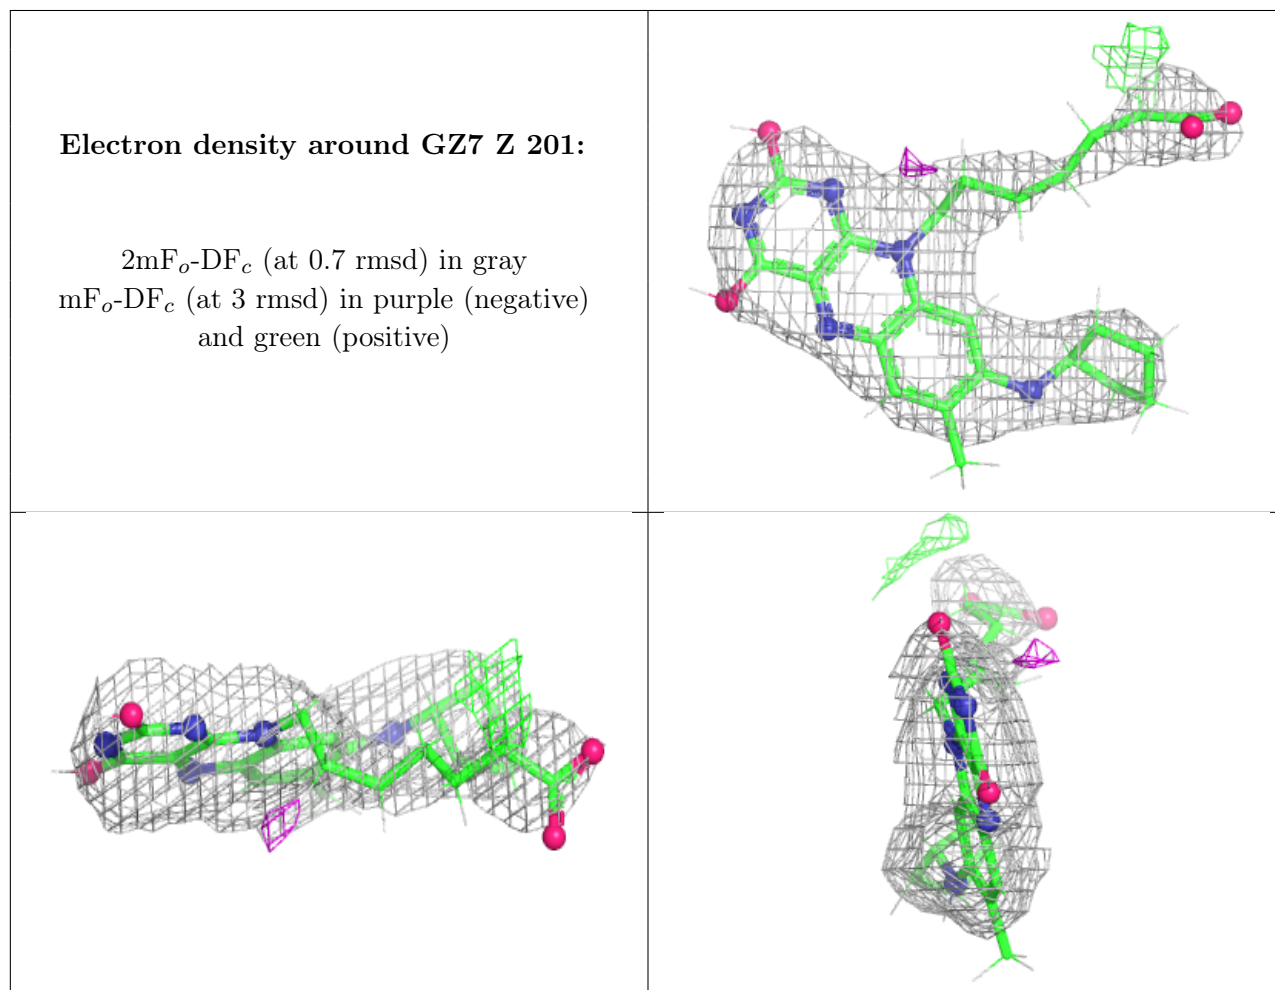 Electron density around GZ7 Z 201:
2mFo-DFc (at 0.7 rmsd) in gray
mFo-DFc (at 3 rmsd) in purple (negative)
and green (positive)